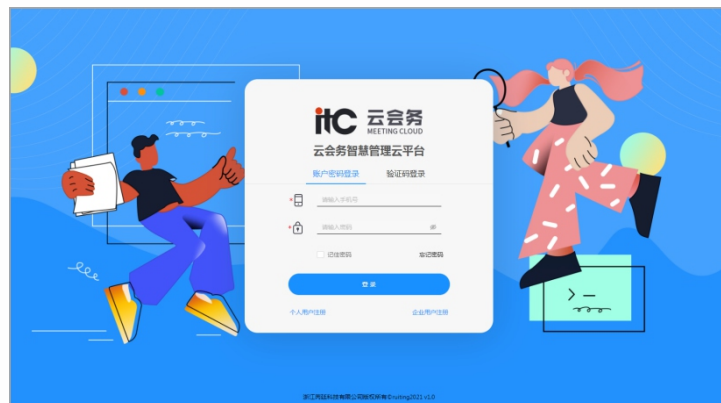 itC 云会务
MEETING CLOUD
云会务智慧管理云平台
账户密码登录 验证码登录
* 请输入手机号
* 请输入密码
记住密码 忘记密码
登录
个人用户注册 企业用户注册
>_